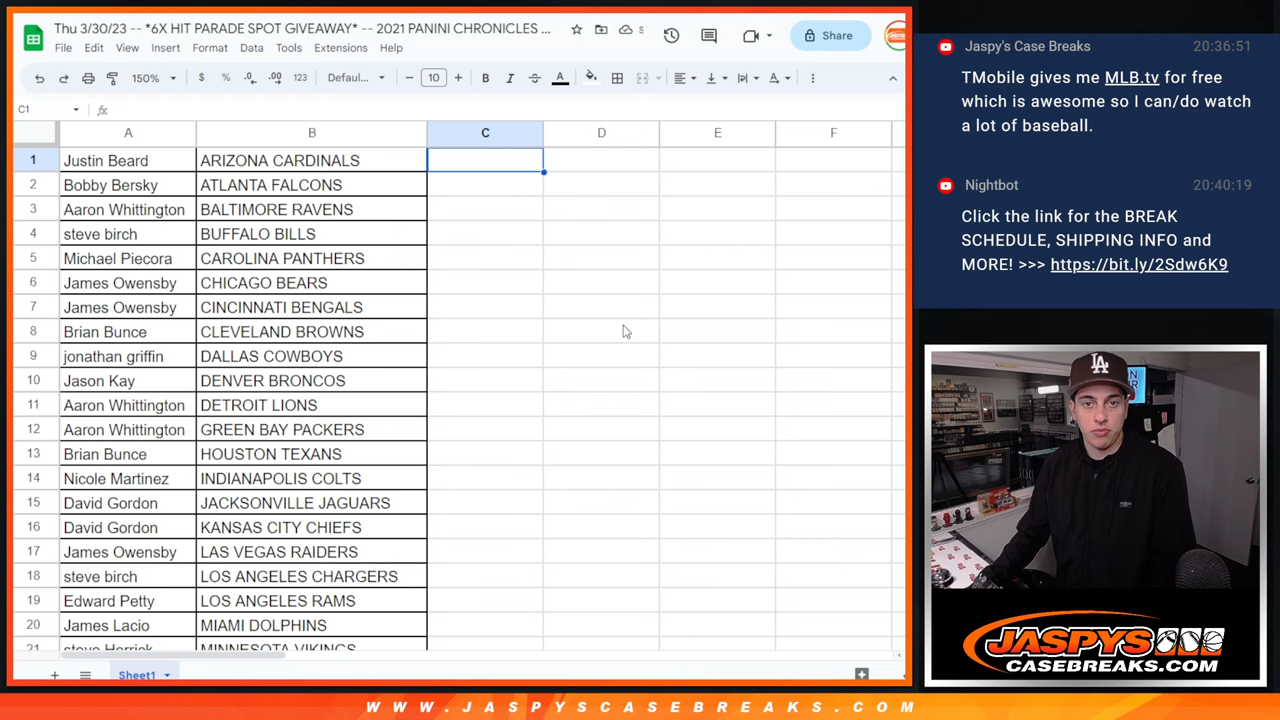 Thu 3/30/23 -- *6X HIT PARADE SPOT GIVEAWAY* -- 2021 PANINI CHRONICLES ...
File Edit View Insert Format Data Tools Extensions Help
Share
150% $ % .0 .00 123 Defaul... 10 B I A
C1 fx
A B C D E F
1 Justin Beard ARIZONA CARDINALS
2 Bobby Bersky ATLANTA FALCONS
3 Aaron Whittington BALTIMORE RAVENS
4 steve birch BUFFALO BILLS
5 Michael Piecora CAROLINA PANTHERS
6 James Owensby CHICAGO BEARS
7 James Owensby CINCINNATI BENGALS
8 Brian Bunce CLEVELAND BROWNS
9 jonathan griffin DALLAS COWBOYS
10 Jason Kay DENVER BRONCOS
11 Aaron Whittington DETROIT LIONS
12 Aaron Whittington GREEN BAY PACKERS
13 Brian Bunce HOUSTON TEXANS
14 Nicole Martinez INDIANAPOLIS COLTS
15 David Gordon JACKSONVILLE JAGUARS
16 David Gordon KANSAS CITY CHIEFS
17 James Owensby LAS VEGAS RAIDERS
18 steve birch LOS ANGELES CHARGERS
19 Edward Petty LOS ANGELES RAMS
20 James Lacio MIAMI DOLPHINS
21 steve Herrick MINNESOTA VIKINGS
Sheet1
Jaspy's Case Breaks 20:36:51
TMobile gives me MLB.tv for free
which is awesome so I can/do watch
a lot of baseball.
Nightbot 20:40:19
Click the link for the BREAK
SCHEDULE, SHIPPING INFO and
MORE! >>> https://bit.ly/2Sdw6K9
LA
JASPYS
CASEBREAKS.COM
WWW.JASPYSCASEBREAKS.COM